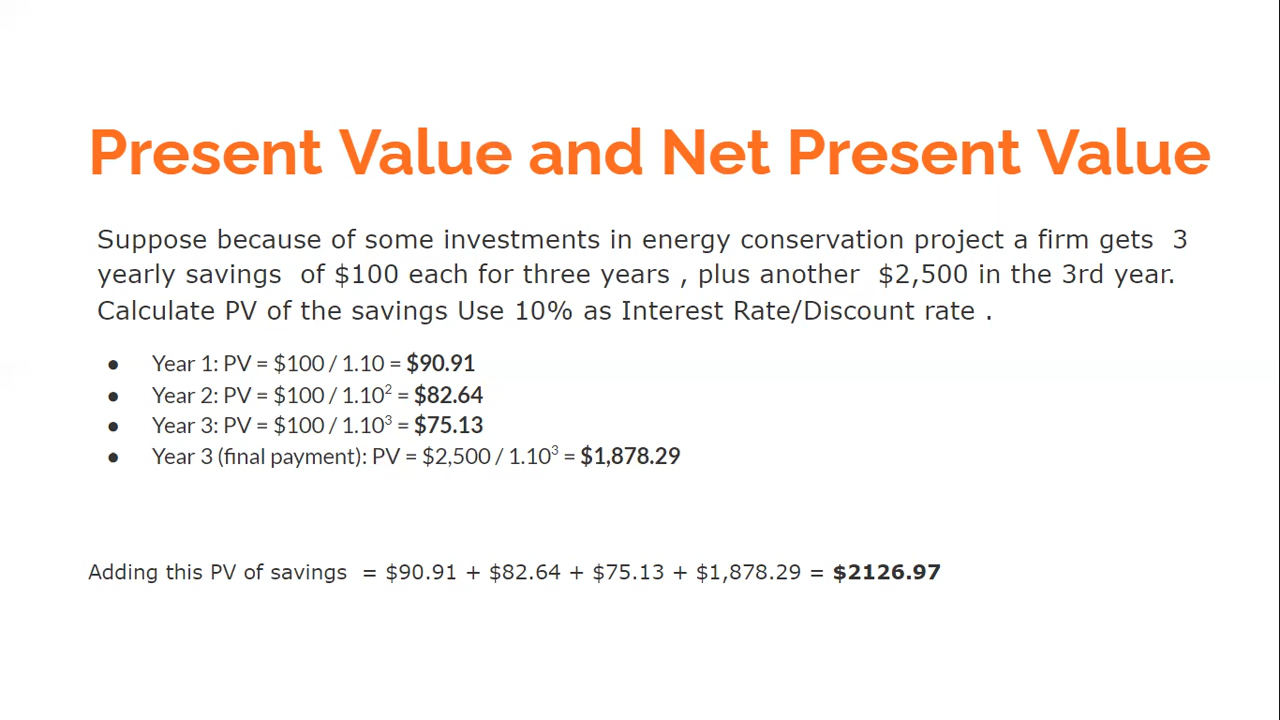 Present Value and Net Present Value
Suppose because of some investments in energy conservation project a firm gets  3
yearly savings  of $100 each for three years , plus another  $2,500 in the 3rd year.
Calculate PV of the savings Use 10% as Interest Rate/Discount rate .
● Year 1: PV = $100 / 1.10 = $90.91
● Year 2: PV = $100 / 1.10² = $82.64
● Year 3: PV = $100 / 1.10³ = $75.13
● Year 3 (final payment): PV = $2,500 / 1.10³ = $1,878.29
Adding this PV of savings  = $90.91 + $82.64 + $75.13 + $1,878.29 = $2126.97